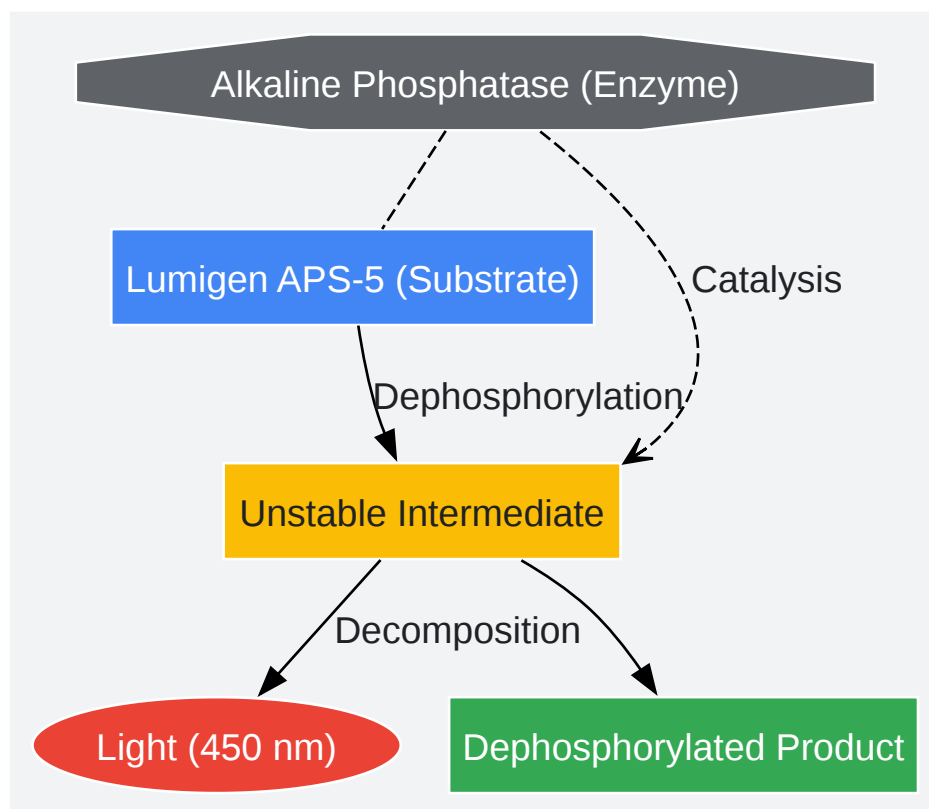 Alkaline Phosphatase (Enzyme)
Lumigen APS-5 (Substrate)
Catalysis
Dephosphorylation
Unstable Intermediate
Decomposition
Light (450 nm)
Dephosphorylated Product